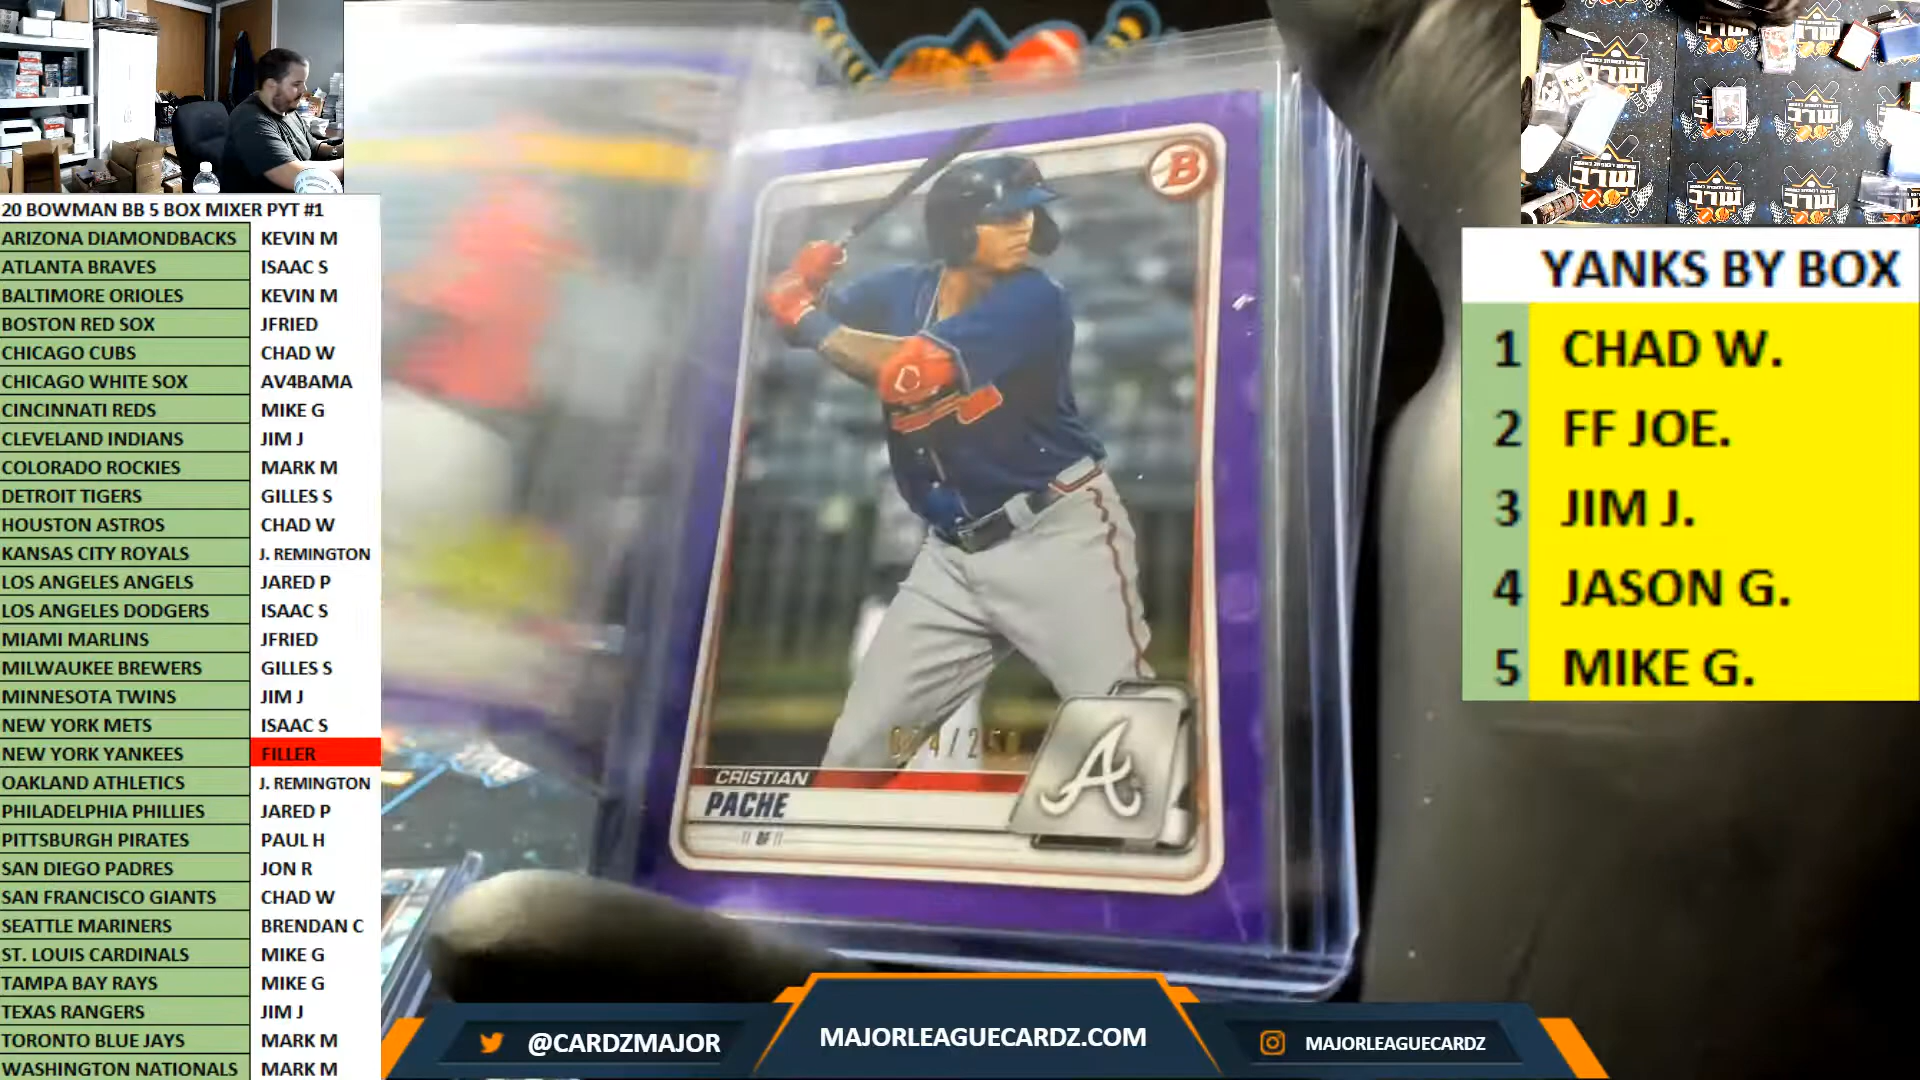 20 BOWMAN BB 5 BOX MIXER PYT #1
ARIZONA DIAMONDBACKS KEVIN M
ATLANTA BRAVES ISAAC S
BALTIMORE ORIOLES KEVIN M
BOSTON RED SOX JFRIED
CHICAGO CUBS CHAD W
CHICAGO WHITE SOX AV4BAMA
CINCINNATI REDS MIKE G
CLEVELAND INDIANS JIM J
COLORADO ROCKIES MARK M
DETROIT TIGERS GILLES S
HOUSTON ASTROS CHAD W
KANSAS CITY ROYALS J. REMINGTON
LOS ANGELES ANGELS JARED P
LOS ANGELES DODGERS ISAAC S
MIAMI MARLINS JFRIED
MILWAUKEE BREWERS GILLES S
MINNESOTA TWINS JIM J
NEW YORK METS ISAAC S
NEW YORK YANKEES FILLER
OAKLAND ATHLETICS J. REMINGTON
PHILADELPHIA PHILLIES JARED P
PITTSBURGH PIRATES PAUL H
SAN DIEGO PADRES JON R
SAN FRANCISCO GIANTS CHAD W
SEATTLE MARINERS BRENDAN C
ST. LOUIS CARDINALS MIKE G
TAMPA BAY RAYS MIKE G
TEXAS RANGERS JIM J
TORONTO BLUE JAYS MARK M
WASHINGTON NATIONALS MARK M
B
CRISTIAN
PACHE
OF
A
YANKS BY BOX
1 CHAD W.
2 FF JOE.
3 JIM J.
4 JASON G.
5 MIKE G.
@CARDZMAJOR
MAJORLEAGUECARDZ.COM
MAJORLEAGUECARDZ